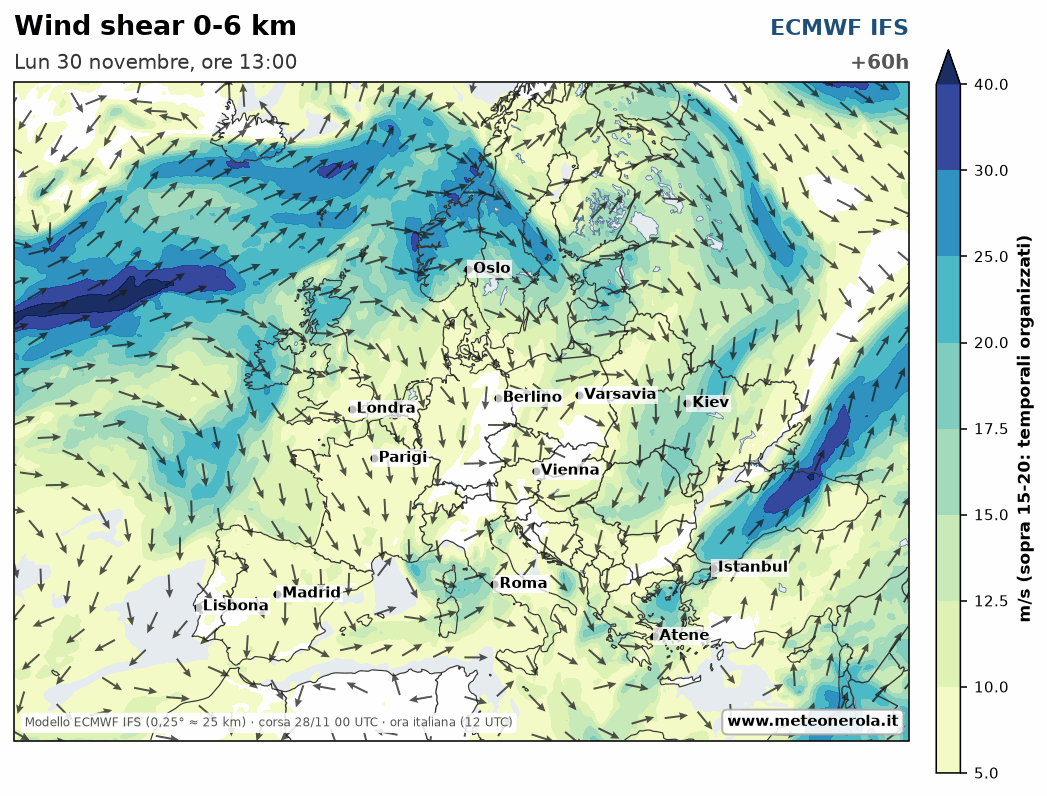 Wind shear 0-6 km
ECMWF IFS
Lun 30 novembre, ore 13:00
+60h
40.0
30.0
25.0
20.0
17.5
15.0
12.5
10.0
5.0
m/s (sopra 15-20: temporali organizzati)
Oslo
Berlino
Varsavia
Kiev
Londra
Parigi
Vienna
Istanbul
Roma
Madrid
Lisbona
Atene
Modello ECMWF IFS (0,25° ≈ 25 km) · corsa 28/11 00 UTC · ora italiana (12 UTC)
www.meteonerola.it